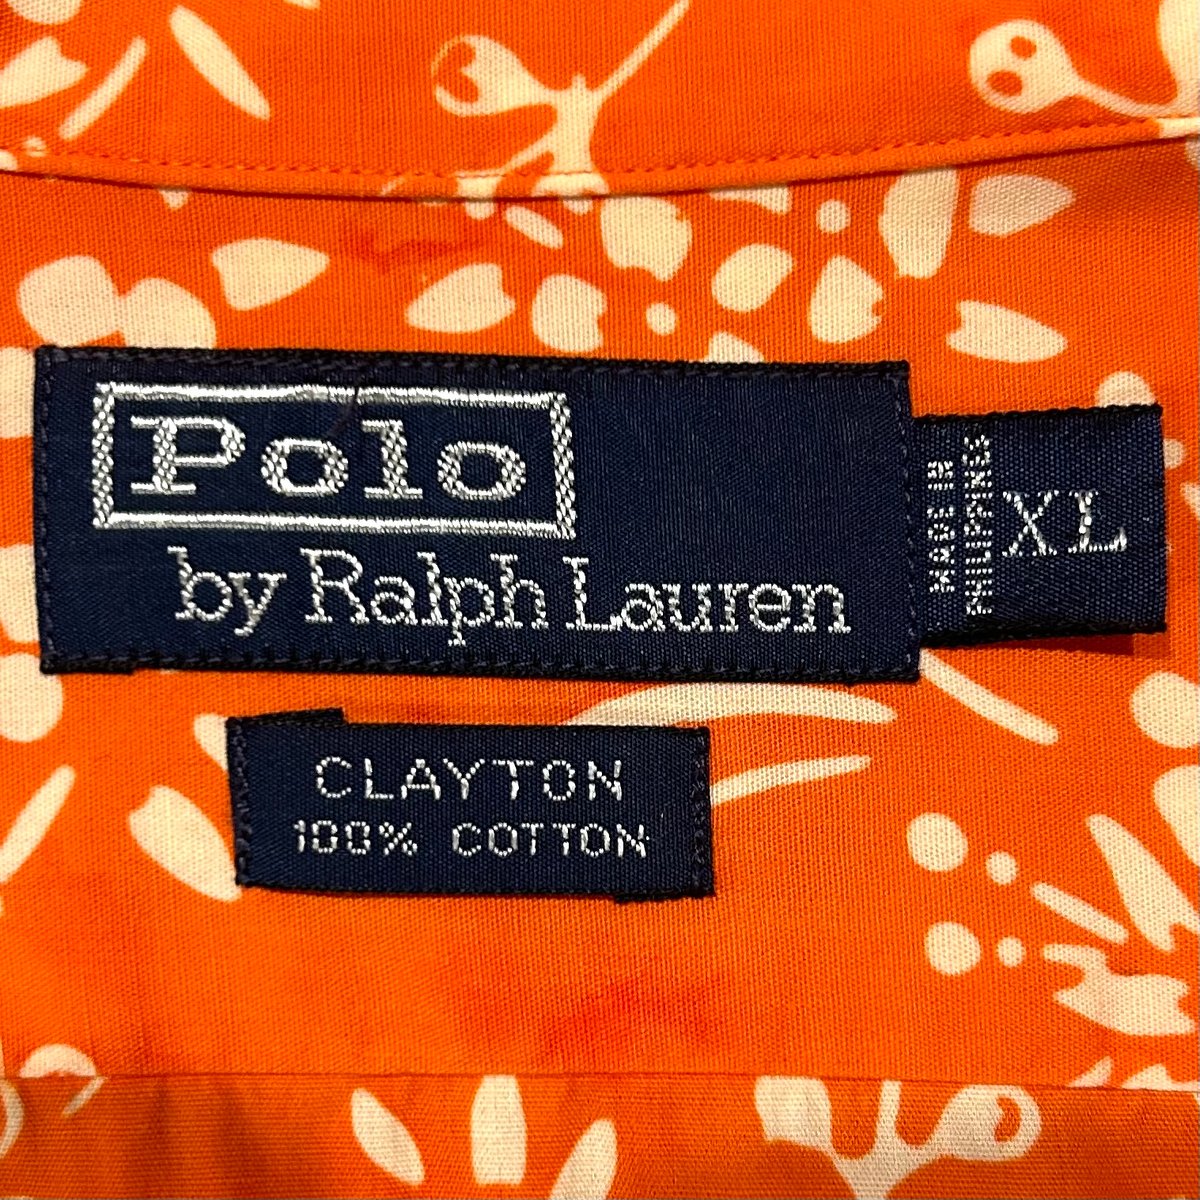 Polo
by Ralph Lauren
MADE IN
PHILIPPINES
XL
CLAYTON
100% COTTON